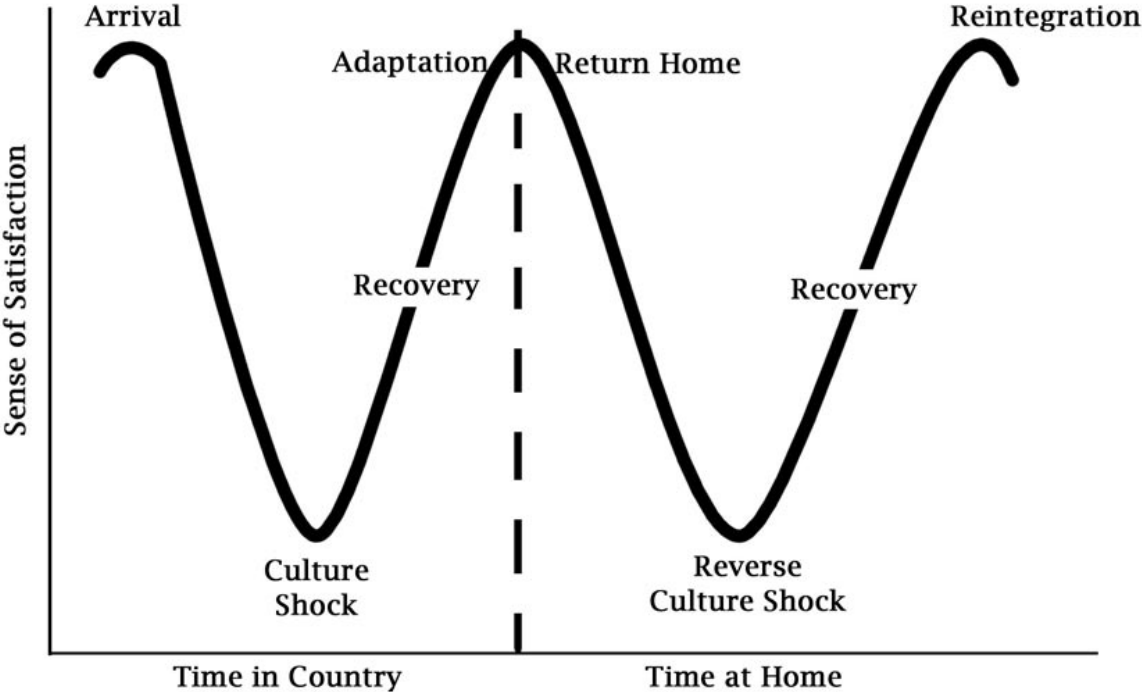 Arrival
Reintegration
Adaptation
Return Home
Sense of Satisfaction
Recovery
Recovery
Culture
Shock
Reverse
Culture Shock
Time in Country
Time at Home